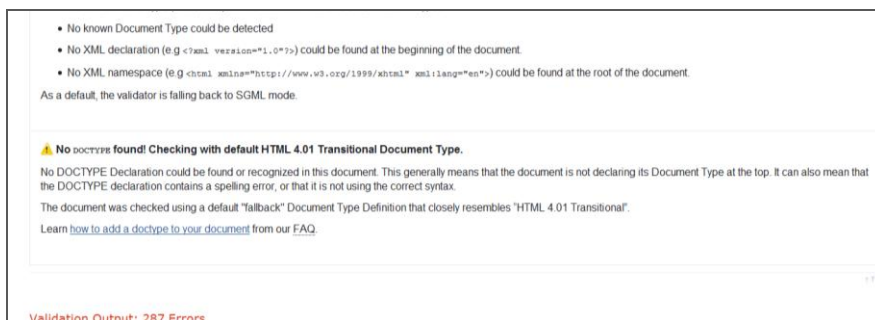 No known Document Type could be detected
No XML declaration (e.g <?xml version="1.0"?>) could be found at the beginning of the document.
No XML namespace (e.g <html xmlns="http://www.w3.org/1999/xhtml" xml:lang="en">) could be found at the root of the document.
As a default, the validator is falling back to SGML mode.
No DOCTYPE found! Checking with default HTML 4.01 Transitional Document Type.
No DOCTYPE Declaration could be found or recognized in this document. This generally means that the document is not declaring its Document Type at the top. It can also mean that
the DOCTYPE declaration contains a spelling error, or that it is not using the correct syntax.
The document was checked using a default "fallback" Document Type Definition that closely resembles "HTML 4.01 Transitional".
Learn how to add a doctype to your document from our FAQ.
Validation Output: 287 Errors